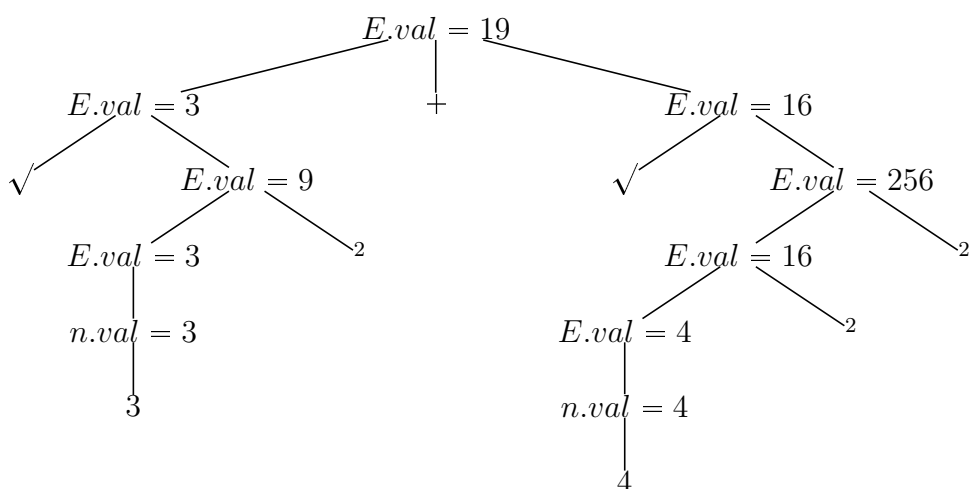 E.val = 19
E.val = 3 + E.val = 16
√ E.val = 9 √ E.val = 256
E.val = 3 2 E.val = 16 2
n.val = 3 E.val = 4 2
3 n.val = 4
4